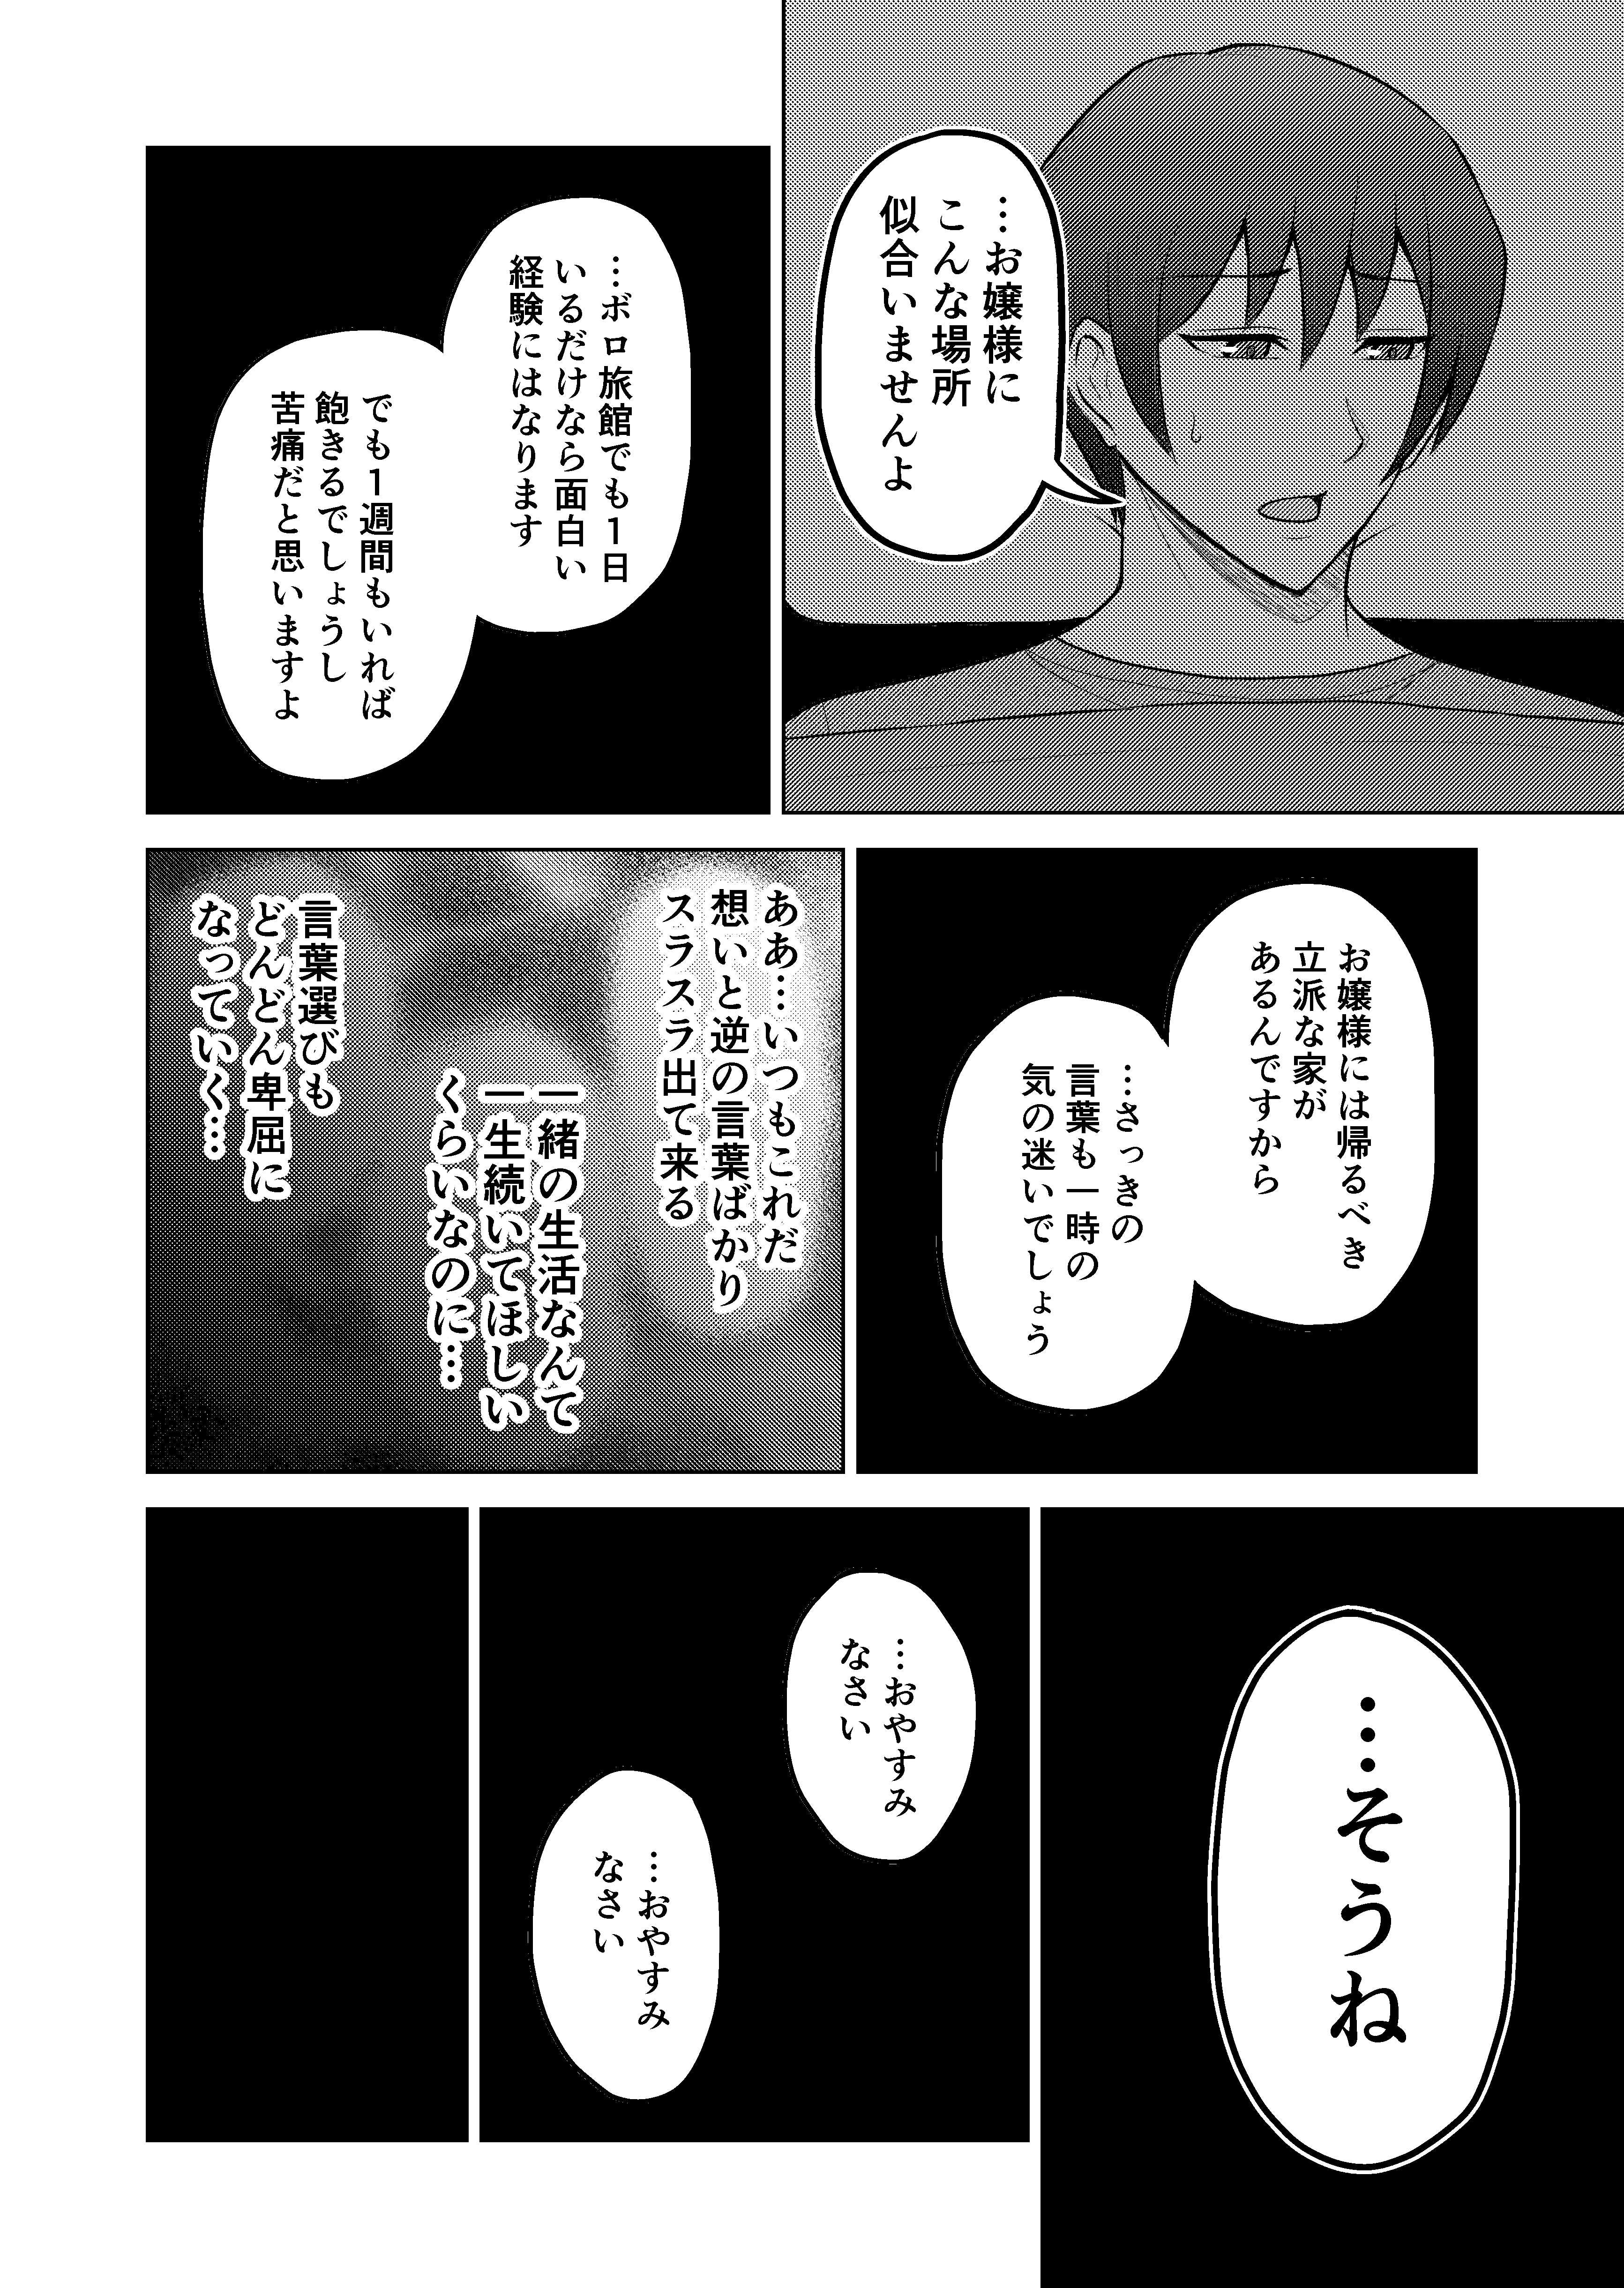 …お嬢様に
こんな場所
似合いませんよ
…ボロ旅館でも1日
いるだけなら面白い
経験にはなります
でも1週間もいれば
飽きるでしょうし
苦痛だと思いますよ
お嬢様には帰るべき
立派な家が
あるんですから
…さっきの
言葉も一時の
気の迷いでしょう
ああ…いつもこれだ
想いと逆の言葉ばかり
スラスラ出て来る
一緒の生活なんて
一生続いてほしい
くらいなのに…
言葉選びも
どんどん卑屈に
なっていく…
…そうね
…おやすみ
なさい
…おやすみ
なさい